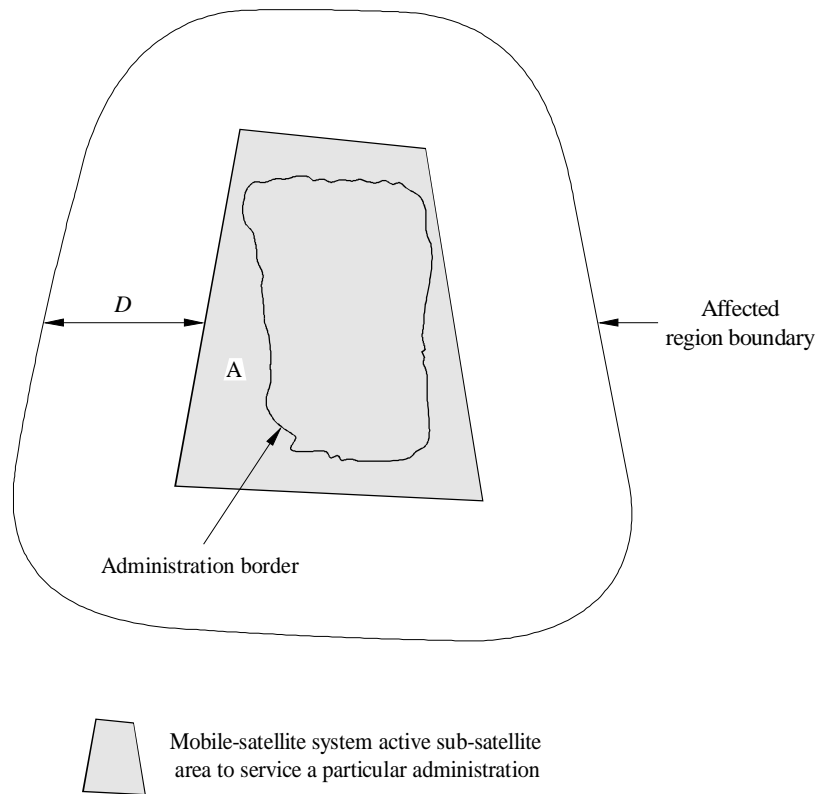 D
Affected
region boundary
A
Administration border
Mobile-satellite system active sub-satellite
area to service a particular administration